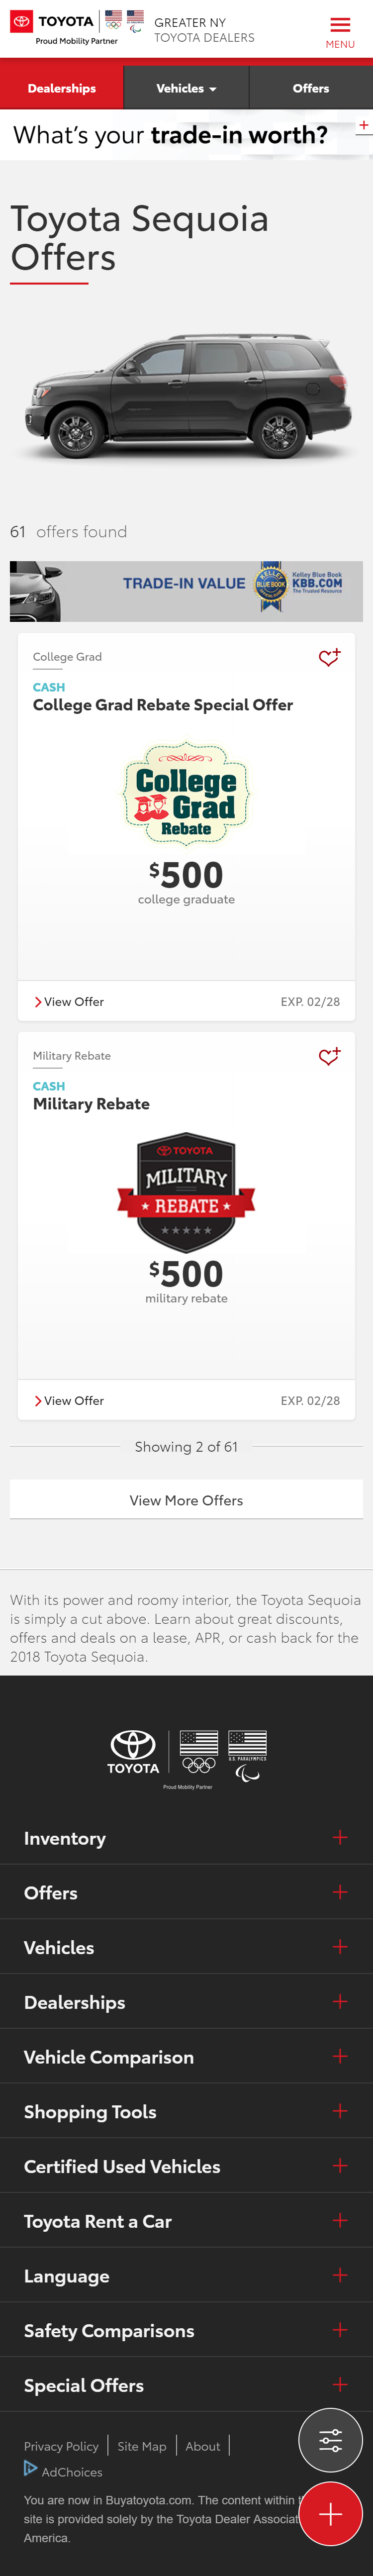 TOYOTA
Proud Mobility Partner
GREATER NY
TOYOTA DEALERS
MENU
Dealerships
Vehicles
Offers
What's your trade-in worth?
+
Toyota Sequoia
Offers
61 offers found
TRADE-IN VALUE
KELLEY
BLUE BOOK
Kelley Blue Book
KBB.COM
The Trusted Resource
College Grad
CASH
College Grad Rebate Special Offer
College
Grad
Rebate
$500
college graduate
View Offer
EXP. 02/28
Military Rebate
CASH
Military Rebate
TOYOTA
MILITARY
REBATE
$500
military rebate
View Offer
EXP. 02/28
Showing 2 of 61
View More Offers
With its power and roomy interior, the Toyota Sequoia
is simply a cut above. Learn about great discounts,
offers and deals on a lease, APR, or cash back for the
2018 Toyota Sequoia.
TOYOTA
U.S. PARALYMPICS
Proud Mobility Partner
Inventory
Offers
Vehicles
Dealerships
Vehicle Comparison
Shopping Tools
Certified Used Vehicles
Toyota Rent a Car
Language
Safety Comparisons
Special Offers
Privacy Policy
Site Map
About
AdChoices
You are now in Buyatoyota.com. The content within
site is provided solely by the Toyota Dealer Associat
America.